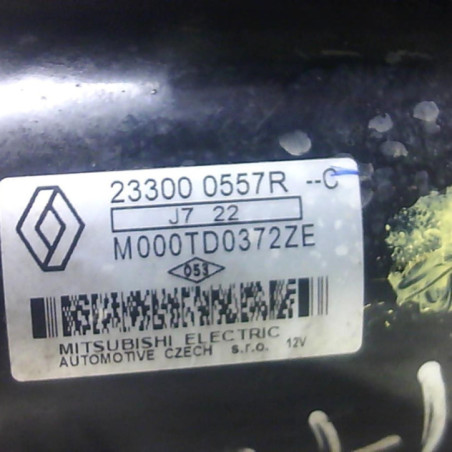 23300 0557R --C
J7 22
M000TD0372ZE
053
MITSUBISHI ELECTRIC
AUTOMOTIVE CZECH s.r.o. 12V